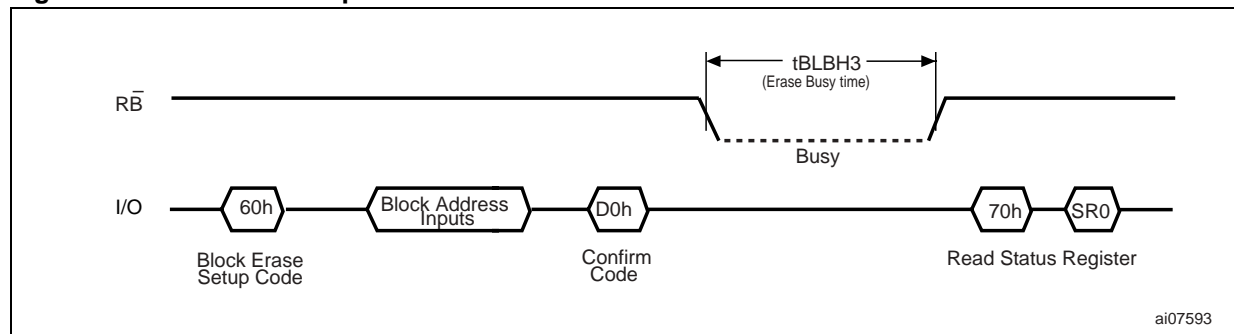 tBLBH3
(Erase Busy time)
RB̅
Busy
I/O
60h
Block Address
Inputs
D0h
70h
SR0
Block Erase
Setup Code
Confirm
Code
Read Status Register
ai07593